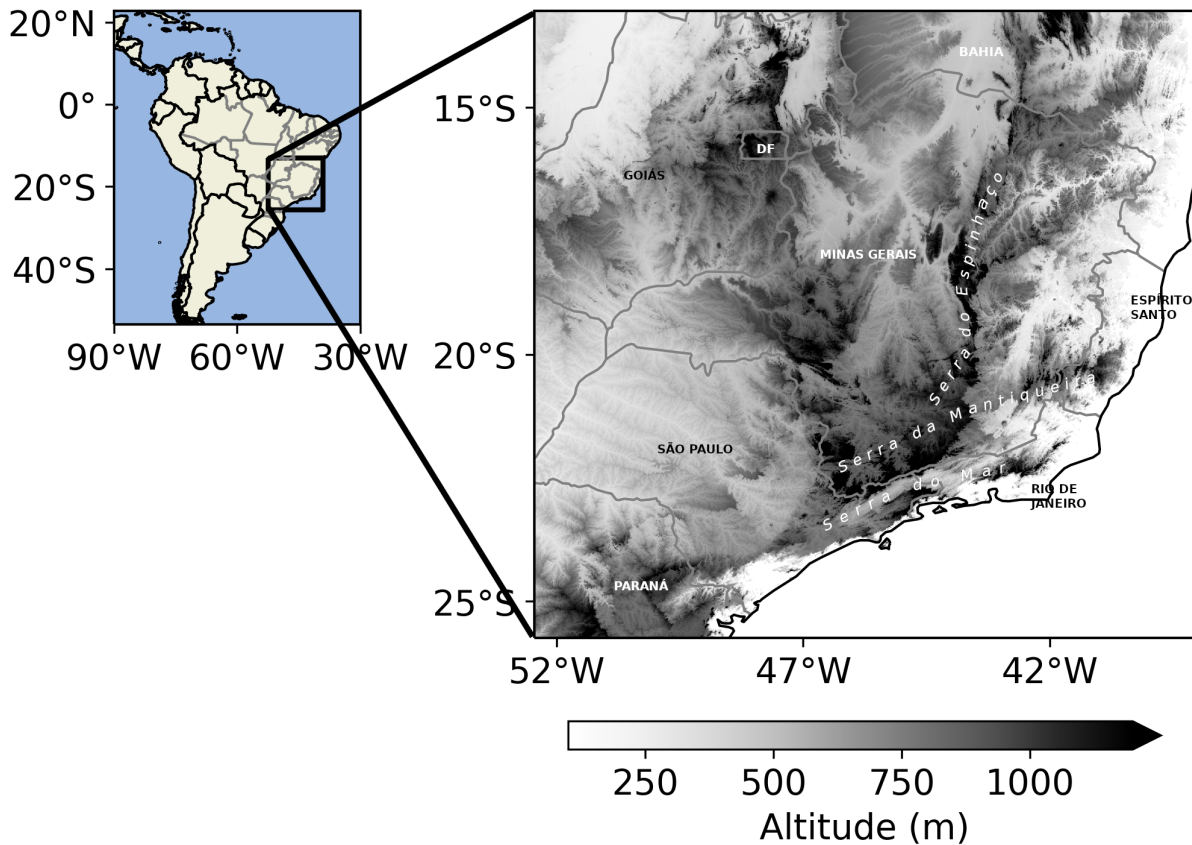 20°N
0°
20°S
40°S
90°W
60°W
30°W
15°S
20°S
25°S
52°W
47°W
42°W
BAHIA
DF
GOIÁS
MINAS GERAIS
Serra do Espinhaço
ESPÍRITO
SANTO
Serra da Mantiqueira
SÃO PAULO
Serra do Mar
RIO DE
JANEIRO
PARANÁ
250
500
750
1000
Altitude (m)